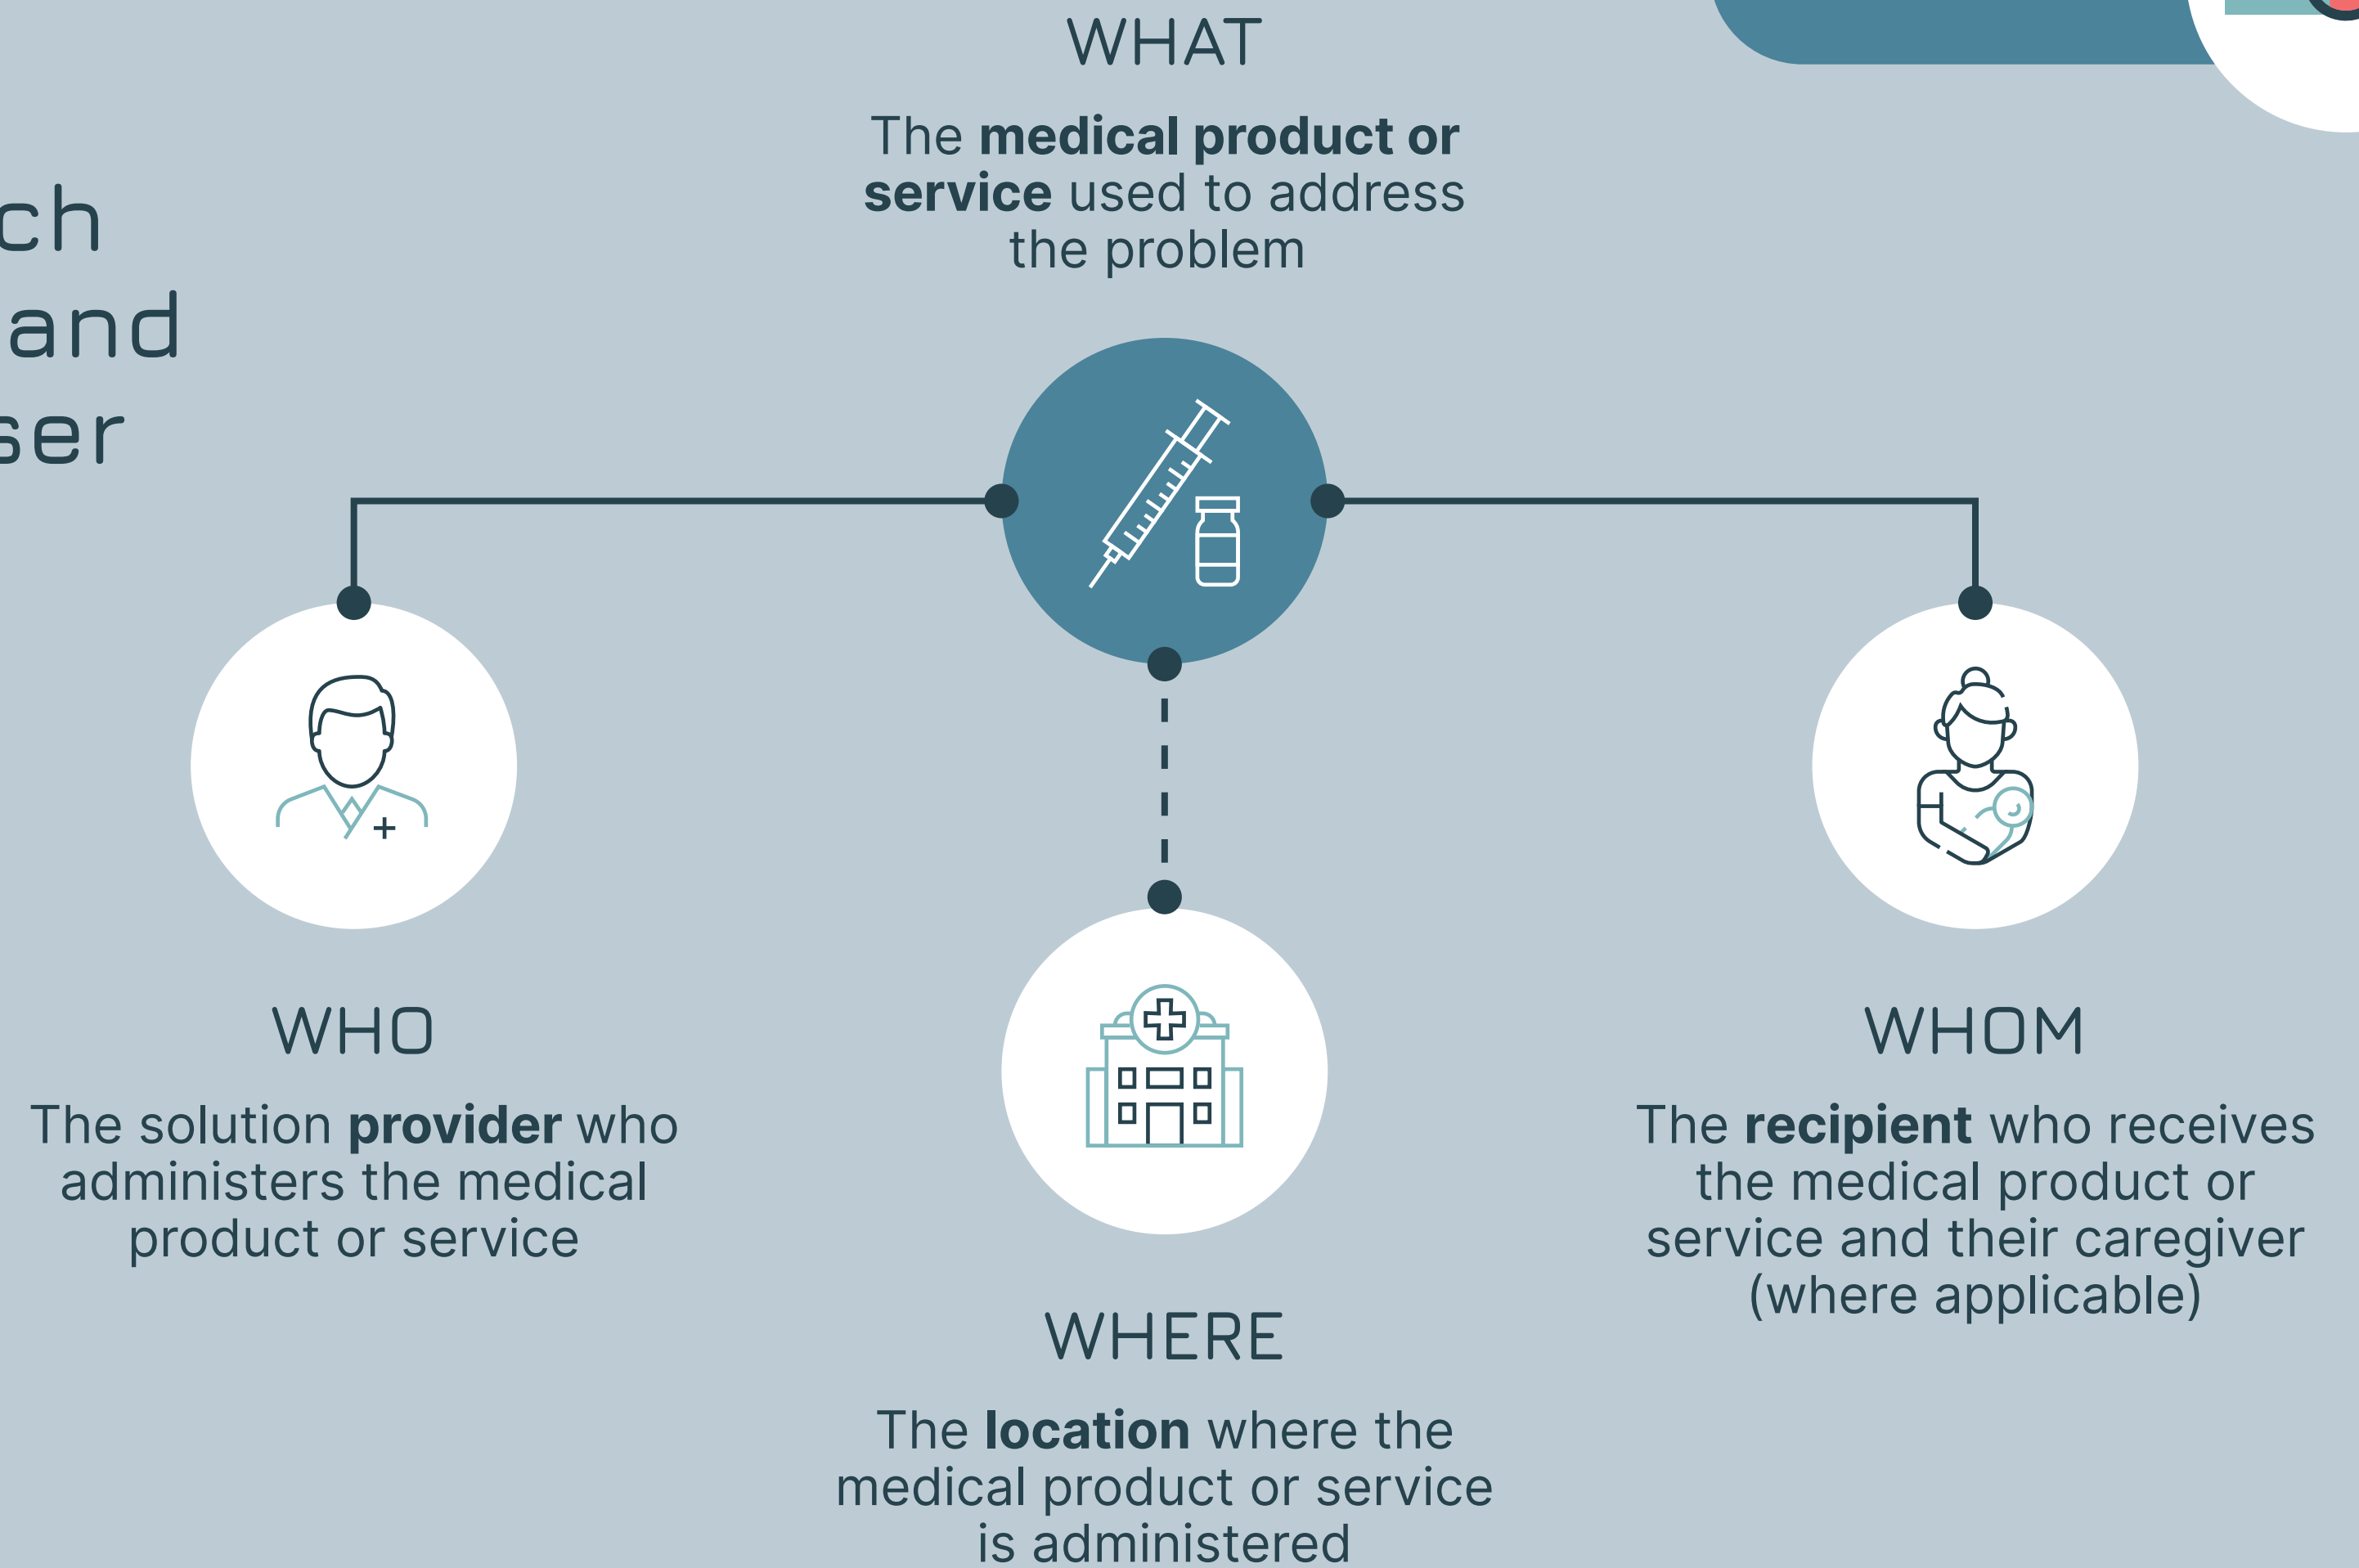 WHAT
The medical product or
service used to address
the problem
and
WHO
The solution provider who
administers the medical
product or service
WHERE
The location where the
medical product or service
is administered
WHOM
The recipient who receives
the medical product or
service and their caregiver
(where applicable)